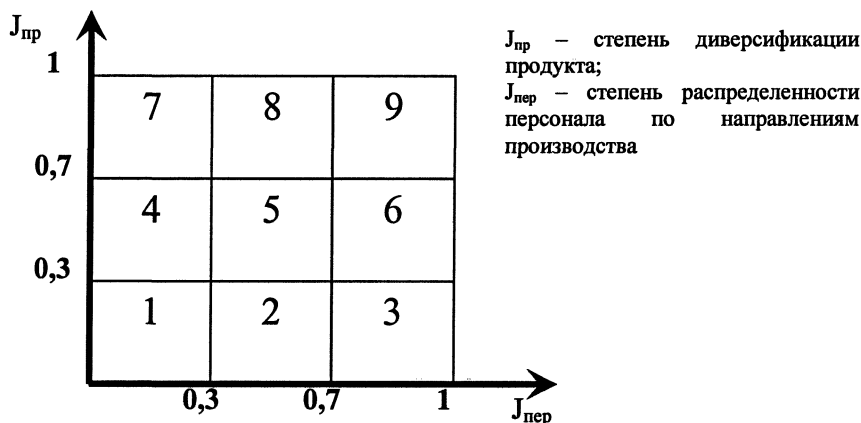 Jпр
1
7 8 9
0,7
4 5 6
0,3
1 2 3
0,3 0,7 1
Jпер
Jпр – степень диверсификации
продукта;
Jпер – степень распределенности
персонала по направлениям
производства